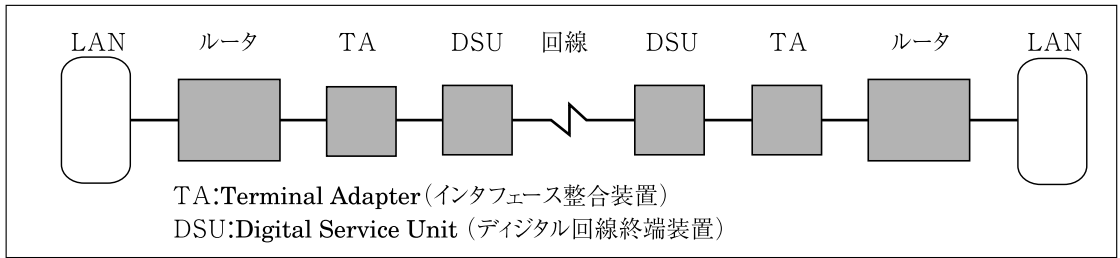 LAN ルータ TA DSU 回線 DSU TA ルータ LAN
TA:Terminal Adapter(インタフェース整合装置)
DSU:Digital Service Unit (ディジタル回線終端装置)